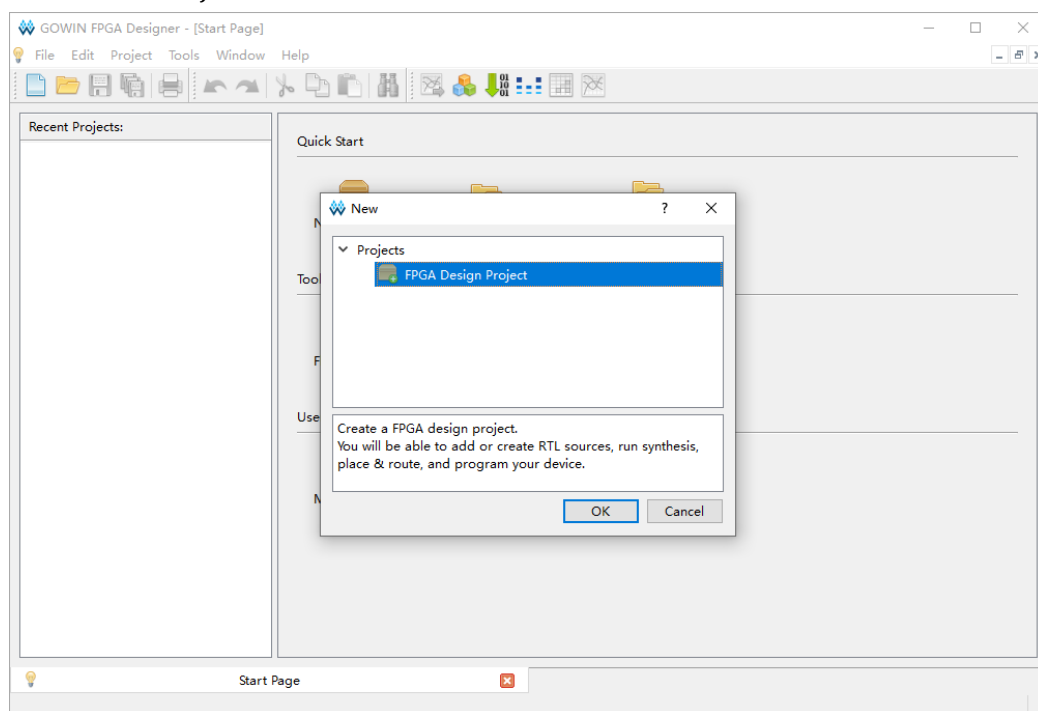 GOWIN FPGA Designer - [Start Page]
File Edit Project Tools Window Help
Recent Projects:
Quick Start
New
Projects
FPGA Design Project
Create a FPGA design project.
You will be able to add or create RTL sources, run synthesis,
place & route, and program your device.
OK Cancel
Start Page